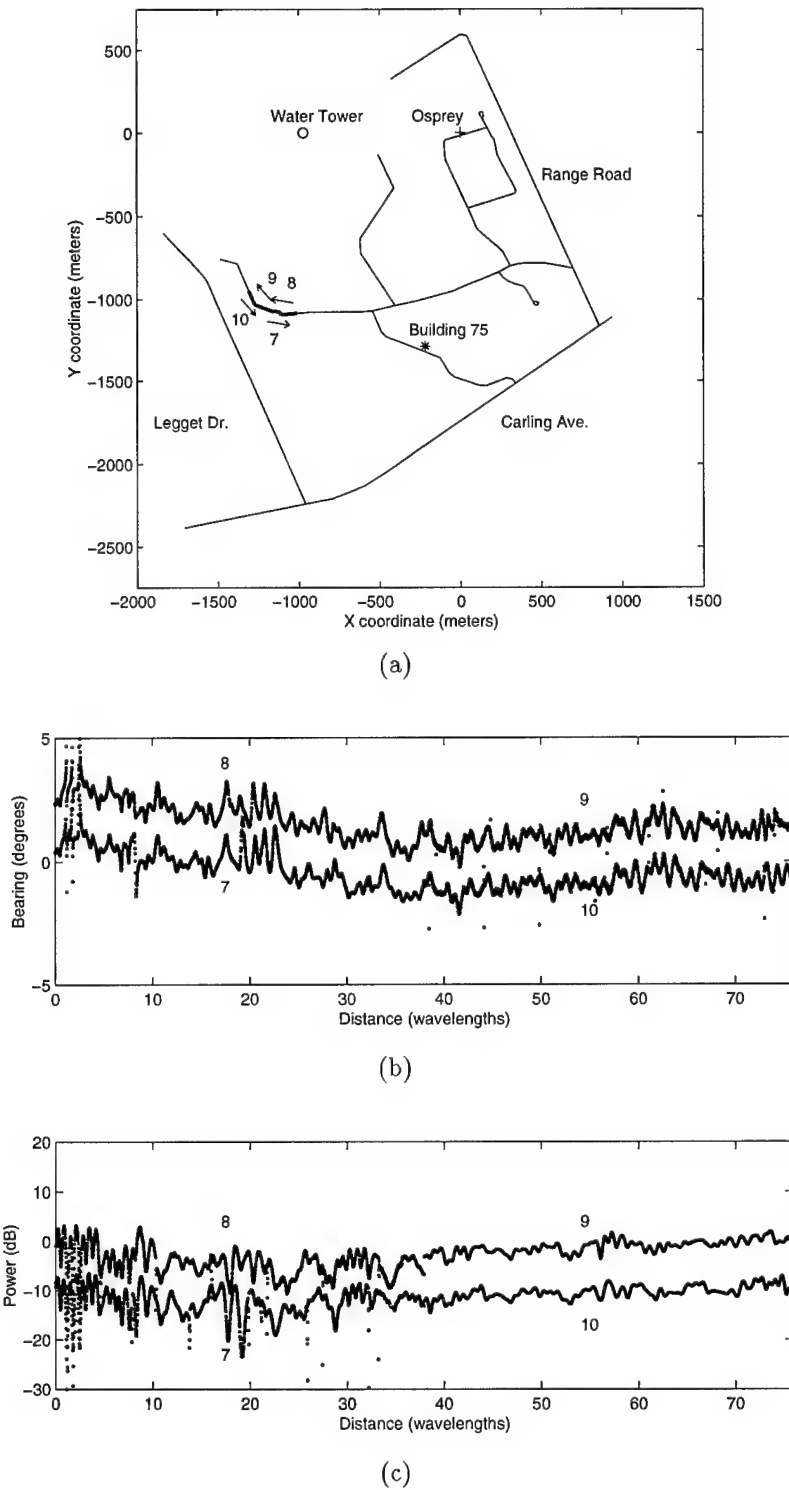 500
0
−500
−1000
−1500
−2000
−2500
Y coordinate (meters)
Water Tower
Osprey
Range Road
9
8
10
7
Building 75
Legget Dr.
Carling Ave.
−2000 −1500 −1000 −500 0 500 1000 1500
X coordinate (meters)
(a)
5
0
−5
Bearing (degrees)
8
9
7
10
0 10 20 30 40 50 60 70
Distance (wavelengths)
(b)
20
10
0
−10
−20
−30
Power (dB)
8
9
7
10
0 10 20 30 40 50 60 70
Distance (wavelengths)
(c)